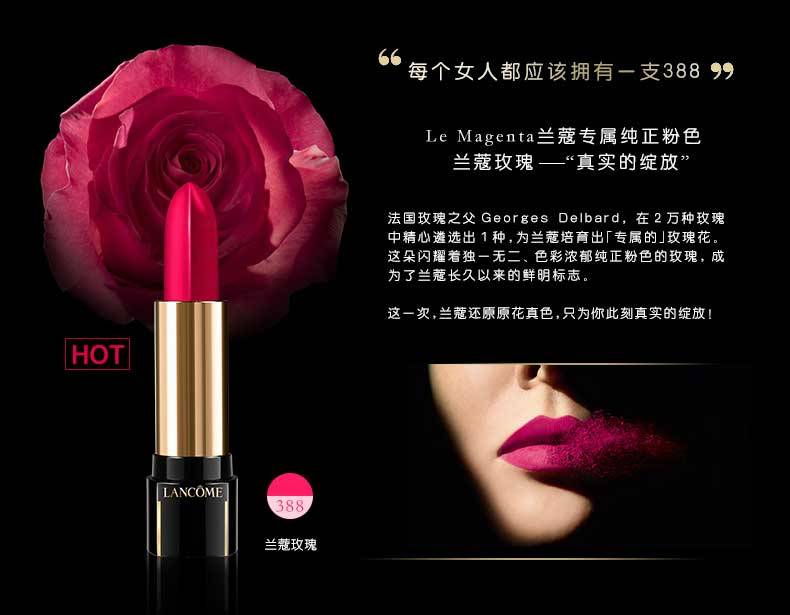 “每个女人都应该拥有一支388”
Le Magenta兰蔻专属纯正粉色
兰蔻玫瑰 —“真实的绽放”
法国玫瑰之父 Georges Delbard，在 2 万种玫瑰
中精心遴选出 1 种，为兰蔻培育出「专属的」玫瑰花。
这朵闪耀着独一无二、色彩浓郁纯正粉色的玫瑰，成
为了兰蔻长久以来的鲜明标志。
这一次，兰蔻还原原花真色，只为你此刻真实的绽放！
HOT
LANCÔME
388
兰蔻玫瑰